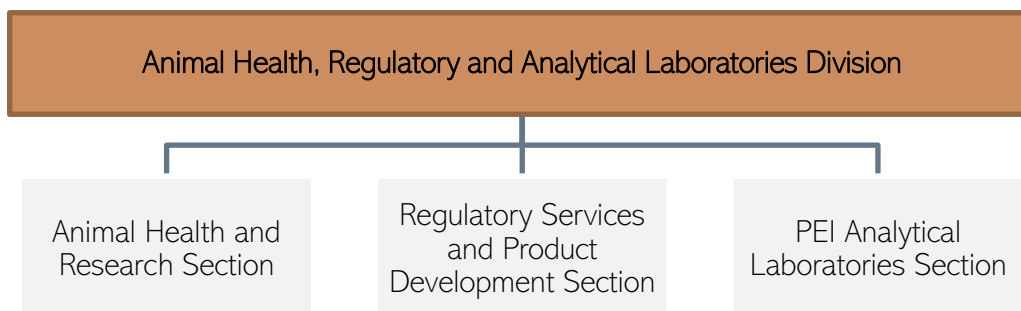 Animal Health, Regulatory and Analytical Laboratories Division
Animal Health and
Research Section
Regulatory Services
and Product
Development Section
PEI Analytical
Laboratories Section